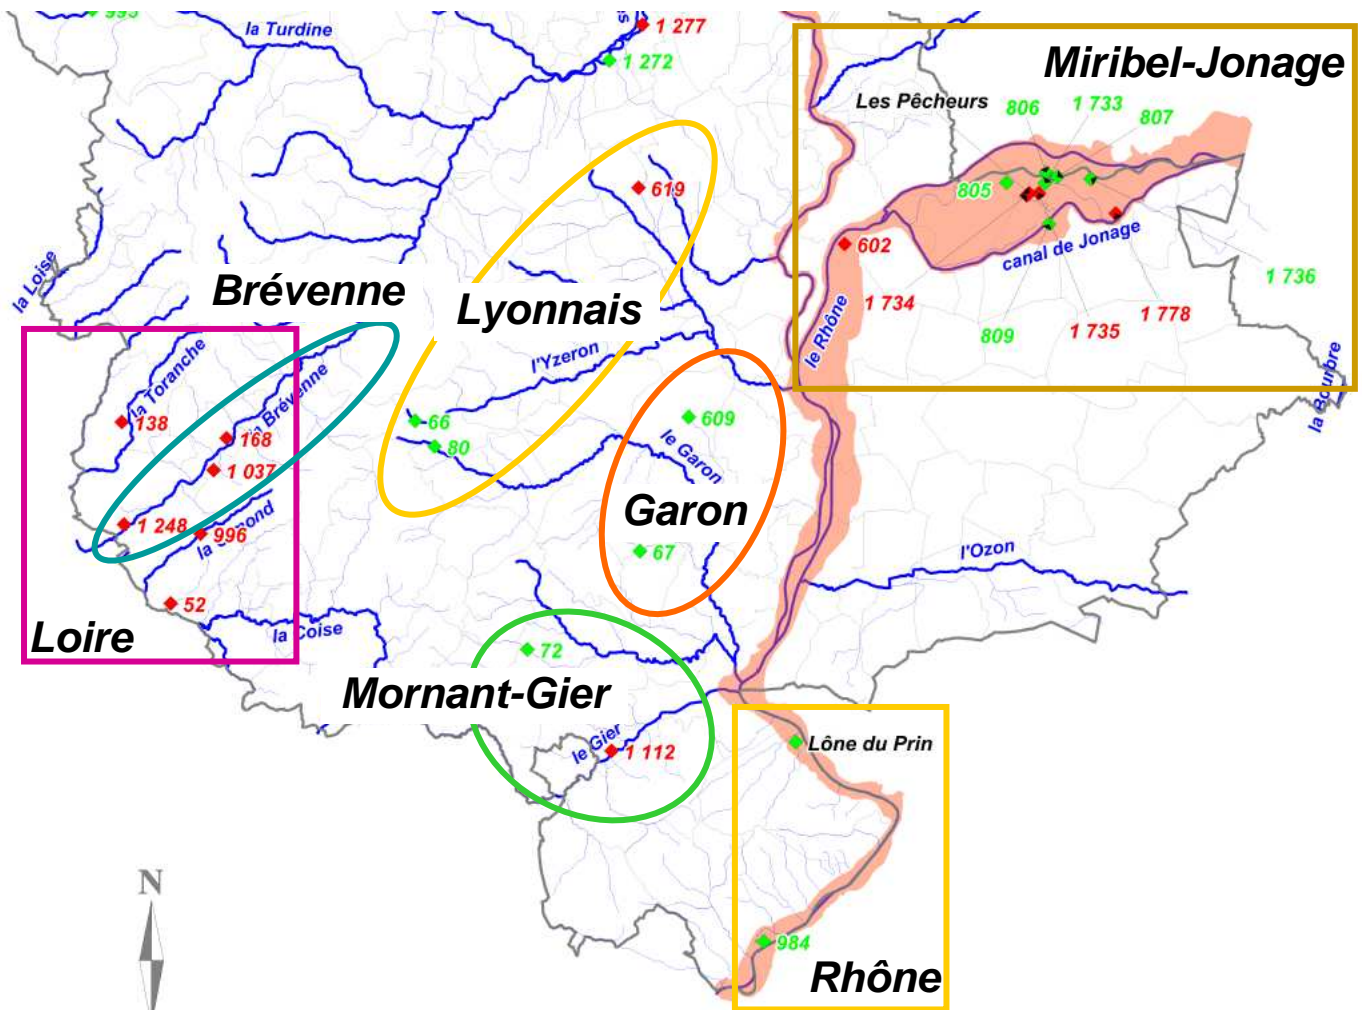 995
la Turdine
1 277
1 272
Miribel-Jonage
Les Pêcheurs
806
1 733
807
805
619
602
canal de Jonage
1 736
1 734
809
1 735
1 778
la Loise
Brévenne
Lyonnais
le Rhône
la Bourbre
l'Yzeron
la Toranche
la Brévenne
138
168
1 037
66
80
609
le Garon
Garon
1 248
996
67
l'Ozon
52
Loire
la Coise
72
Mornant-Gier
le Gier
1 112
Lône du Prin
N
984
Rhône